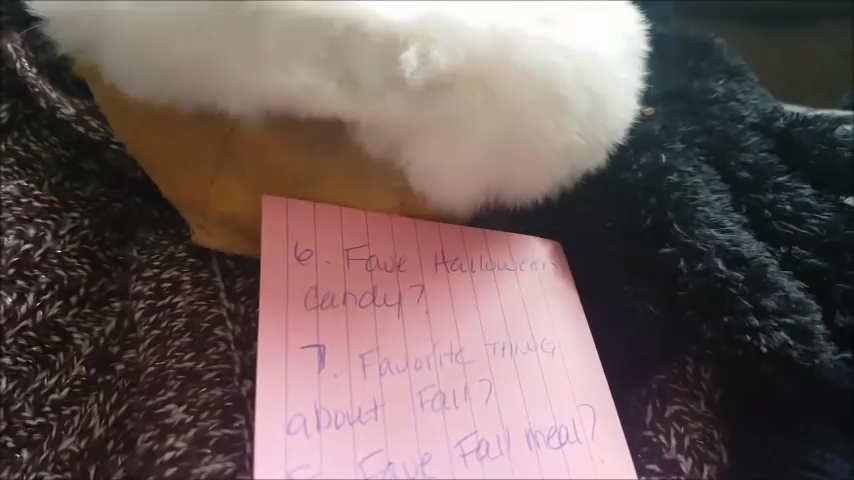 6. Fave Halloween
Candy?
7. Favorite THING
about Fall?
Fave Fall meal?